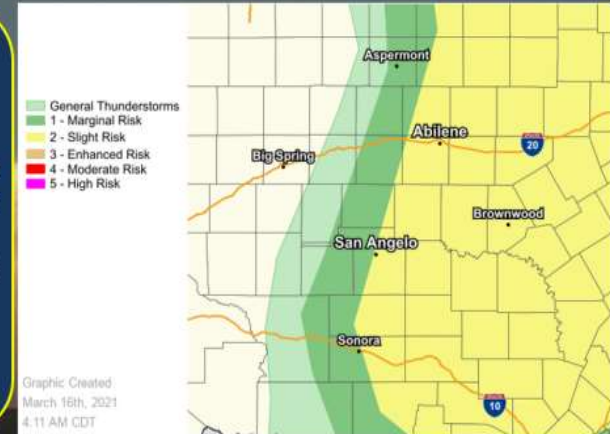 General Thunderstorms
1 - Marginal Risk
2 - Slight Risk
3 - Enhanced Risk
4 - Moderate Risk
5 - High Risk
Aspermont
Abilene
Big Spring
20
Brownwood
San Angelo
Sonora
10
Graphic Created
March 16th, 2021
4:11 AM CDT